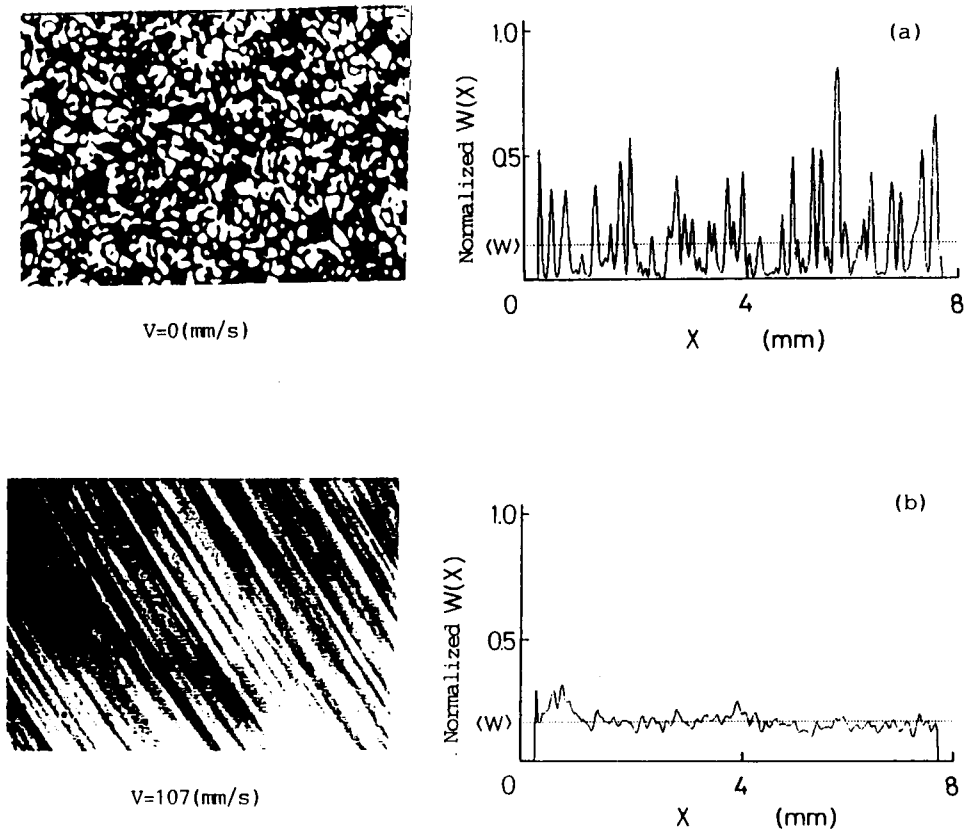 (a)
Normalized W(X)
1.0
0.5
⟨W⟩
0
4
8
X (mm)
V=0(mm/s)
(b)
Normalized W(X)
1.0
0.5
⟨W⟩
0
4
8
X (mm)
V=107(mm/s)